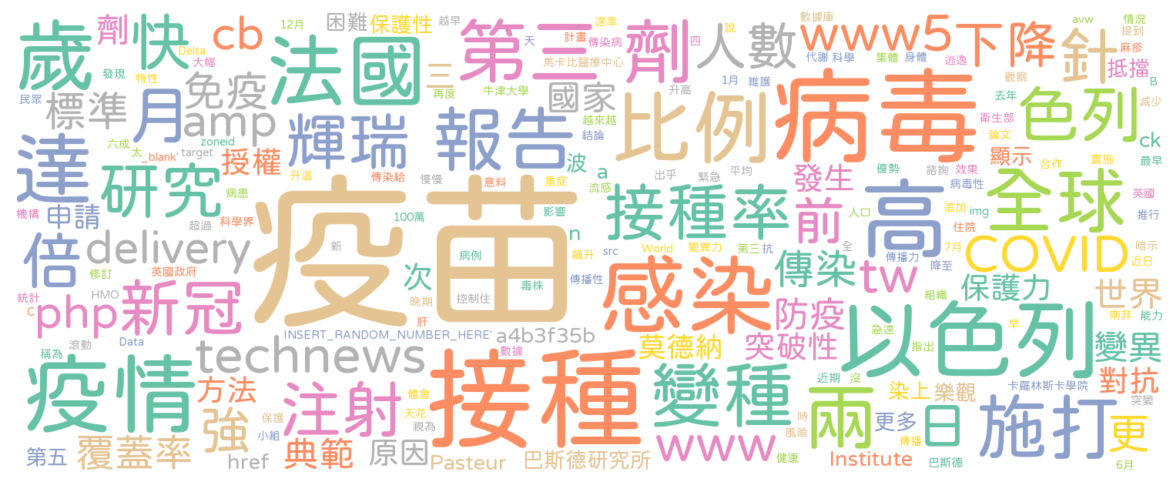 歲
劑
快
cb
法國
困難
保護性
第三劑
越早
天
計畫
速率
傳染病
四
人數
說
數據庫
www5
下降
針
avw
情況
提到
麻疹
抵擋
12月
Delta
大幅
發現
特性
民眾
標準
月
免疫
amp
三
再度
馬卡比醫療中心
牛津大學
升高
國家
越來越
結論
1月
維護
代謝
科學
集體
身體
逃逸
觀察
去年
衛生部
論文
色列
B
減少
ck
最早
達
六成
太
_blank'
zoneid
target
授權
輝瑞
報告
波
a
比例
病毒
顯示
合作
實施
研究
升溫
傳染給
慢慢
意料
重症
流感
出乎
緊急
平均
發生
優勢
諮詢
效果
病毒性
全球
英國
推行
機構
申請
病患
超過
科學界
疫苗
100萬
影響
n
接種率
前
人口
高
追加
img
住院
倍
delivery
修訂
英國政府
新
病例
次
飆升
src
World
變異力
第三
抗
全
傳播力
7月
COVID
暗示
近日
統計
C
php
HMO
新冠
晚期
控制住
毒株
傳播性
感染
傳染
tw
降至
組織
保護力
世界
南非
能力
稱為
滾動
Data
INSERT_RANDOM_NUMBER_HERE'
肝
a4b3f35b
防疫
急速
指出
早
以色列
變異
technews
數據
莫德納
突破性
疫情
方法
注射
體會
天花
視為
接種
變種
近期
沒
染上
樂觀
卡羅林斯卡學院
突變
對抗
強
保護
小組
兩
時
風險
傳播
更多
日
施打
更
第五
覆蓋率
href
典範
原因
Pasteur
巴斯德研究所
www
健康
Institute
巴斯德
6月